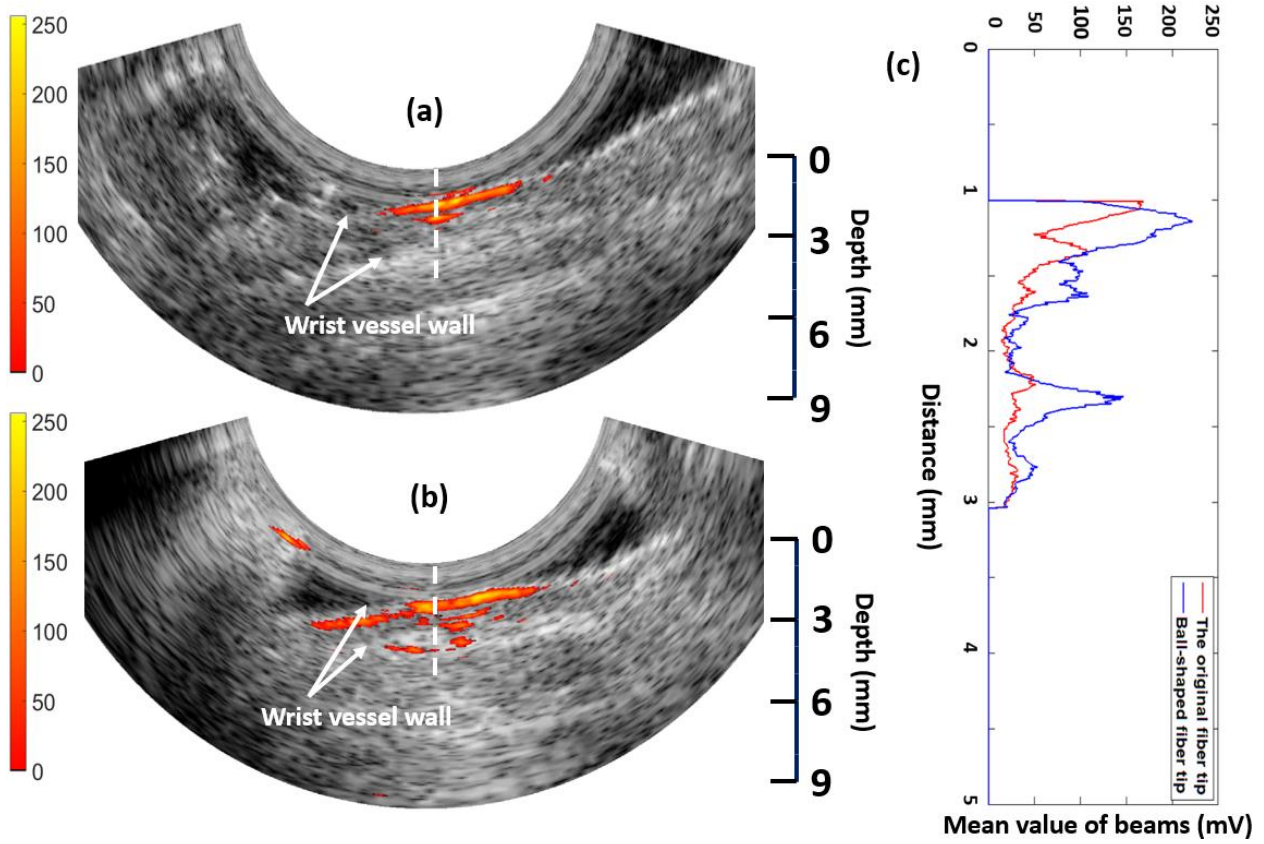 250
200
150
100
50
0
(a)
Wrist vessel wall
0
3
6
9
Depth (mm)
250
200
150
100
50
0
(b)
Wrist vessel wall
0
3
6
9
Depth (mm)
(c)
0
50
100
150
200
250
0
1
2
3
4
5
Distance (mm)
The original fiber tip
Ball-shaped fiber tip
Mean value of beams (mV)